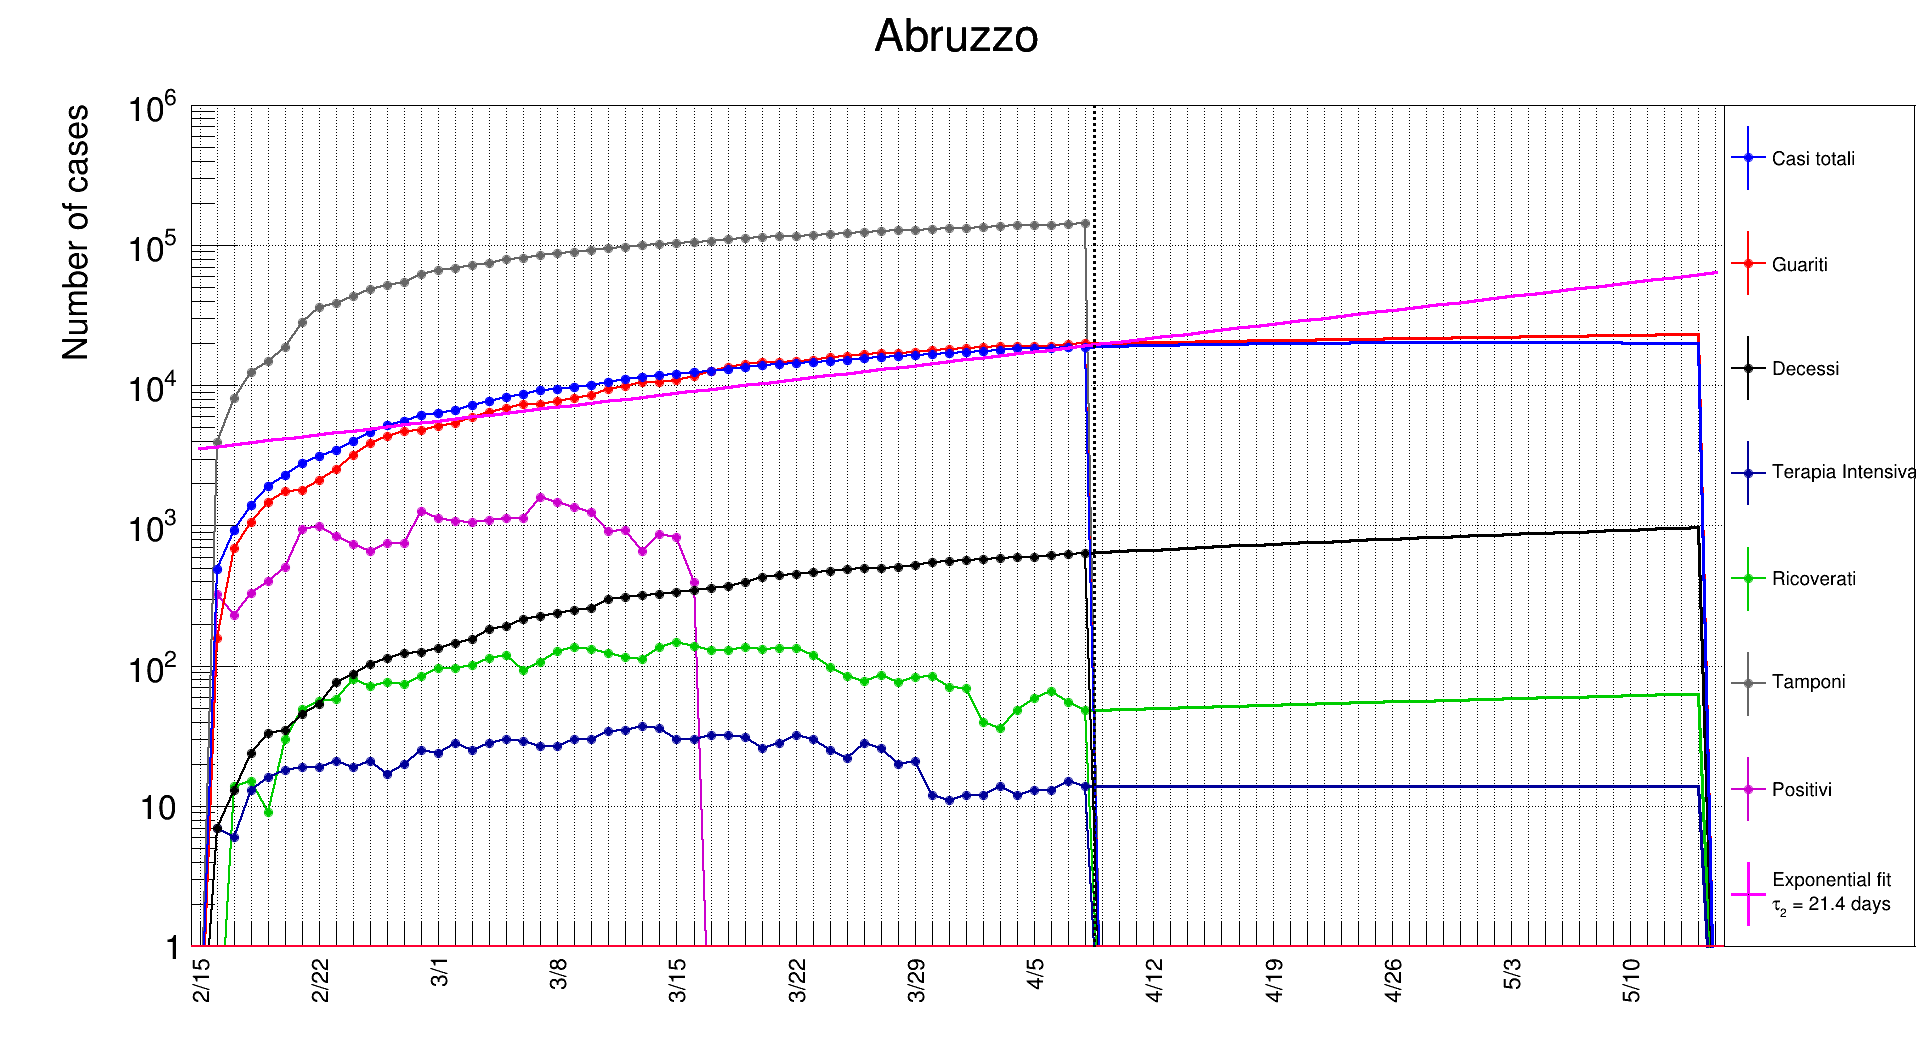 Abruzzo
Number of cases
10^6
10^5
10^4
10^3
10^2
10
1
2/15
2/22
3/1
3/8
3/15
3/22
3/29
4/5
4/12
4/19
4/26
5/3
5/10
Casi totali
Guariti
Decessi
Terapia Intensiva
Ricoverati
Tamponi
Positivi
Exponential fit
τ_2 = 21.4 days